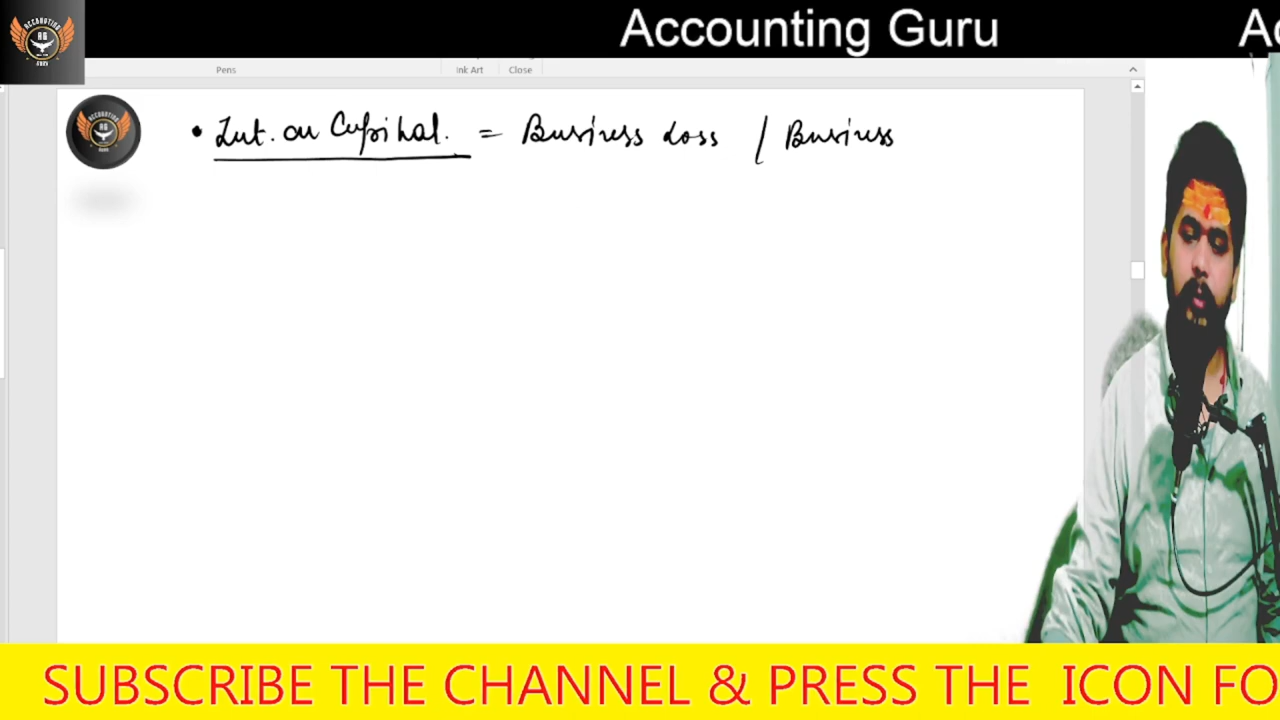 Accounting Guru
Ac
Pens
Ink Art
Close
• Int. on Capital. = Business Loss / Business
SUBSCRIBE THE CHANNEL & PRESS THE ICON FO